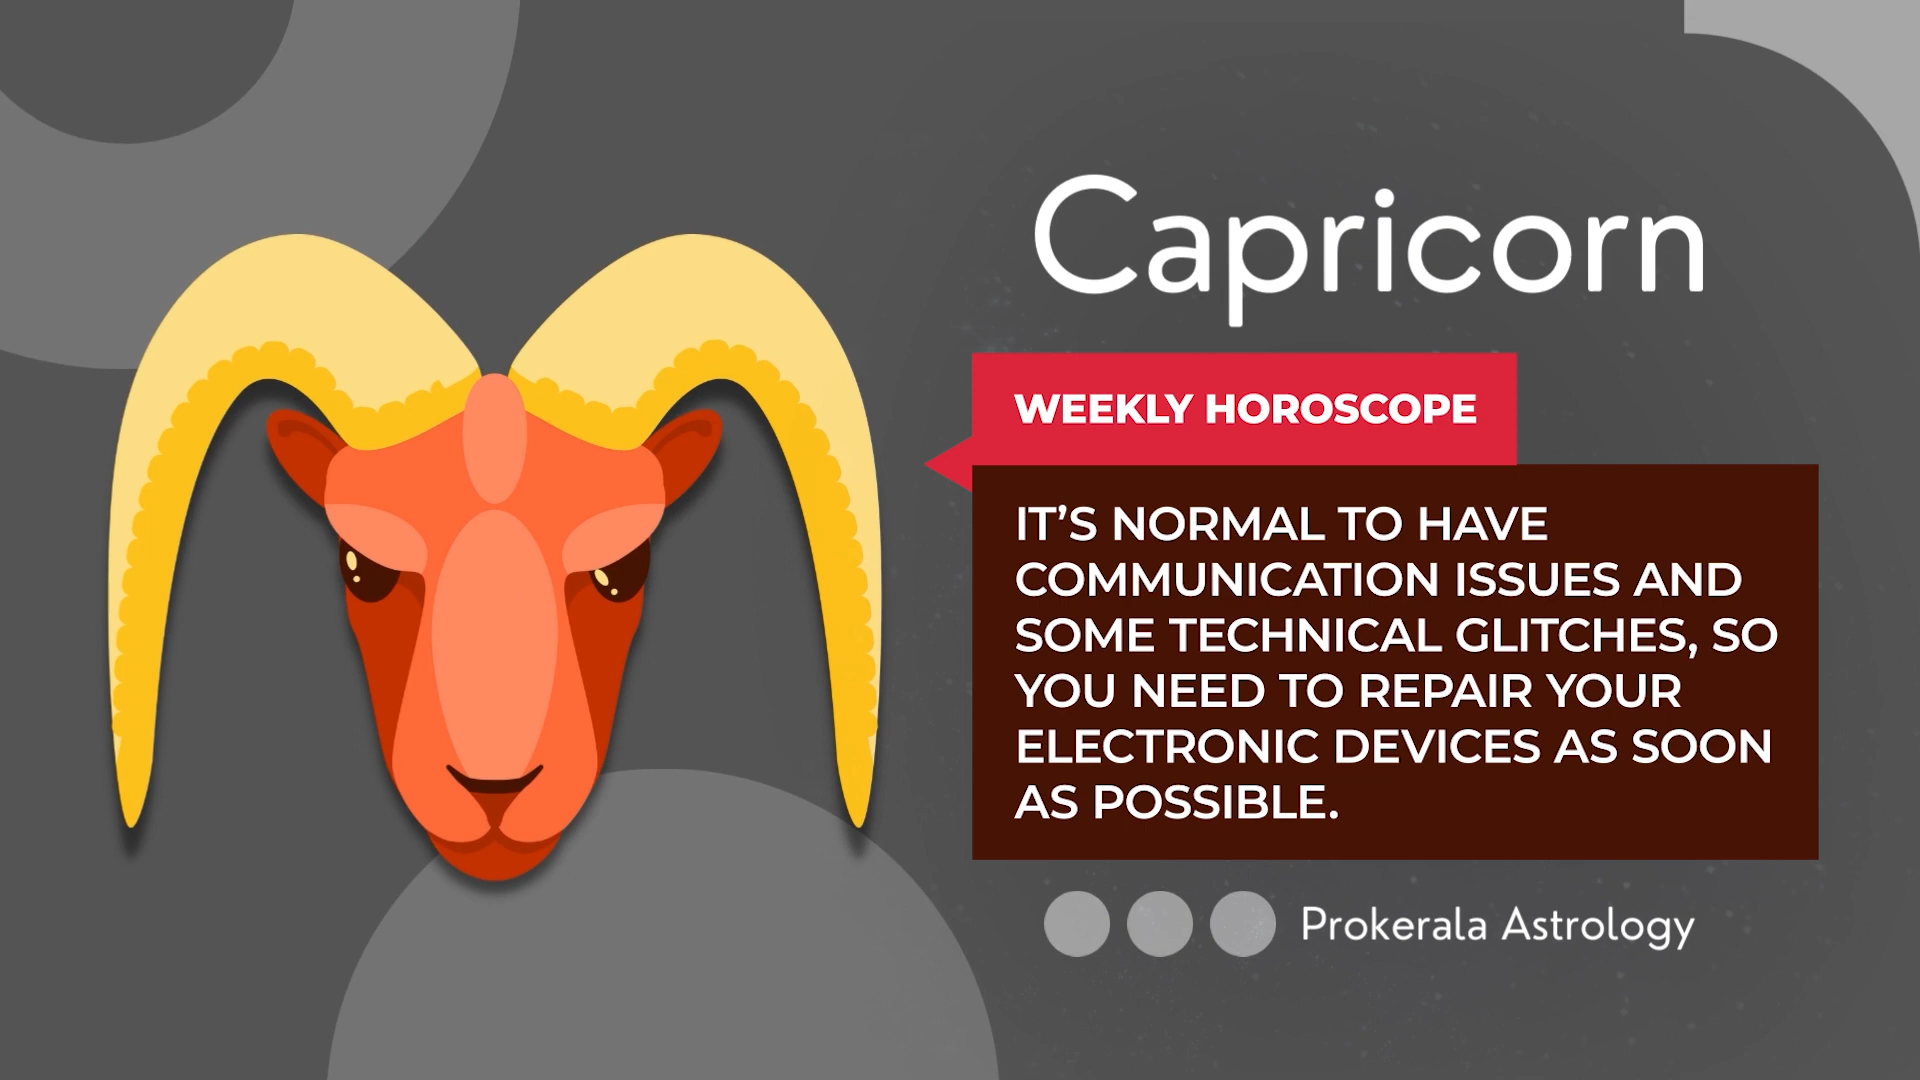 Capricorn
WEEKLY HOROSCOPE
IT’S NORMAL TO HAVE
COMMUNICATION ISSUES AND
SOME TECHNICAL GLITCHES, SO
YOU NEED TO REPAIR YOUR
ELECTRONIC DEVICES AS SOON
AS POSSIBLE.
Prokerala Astrology